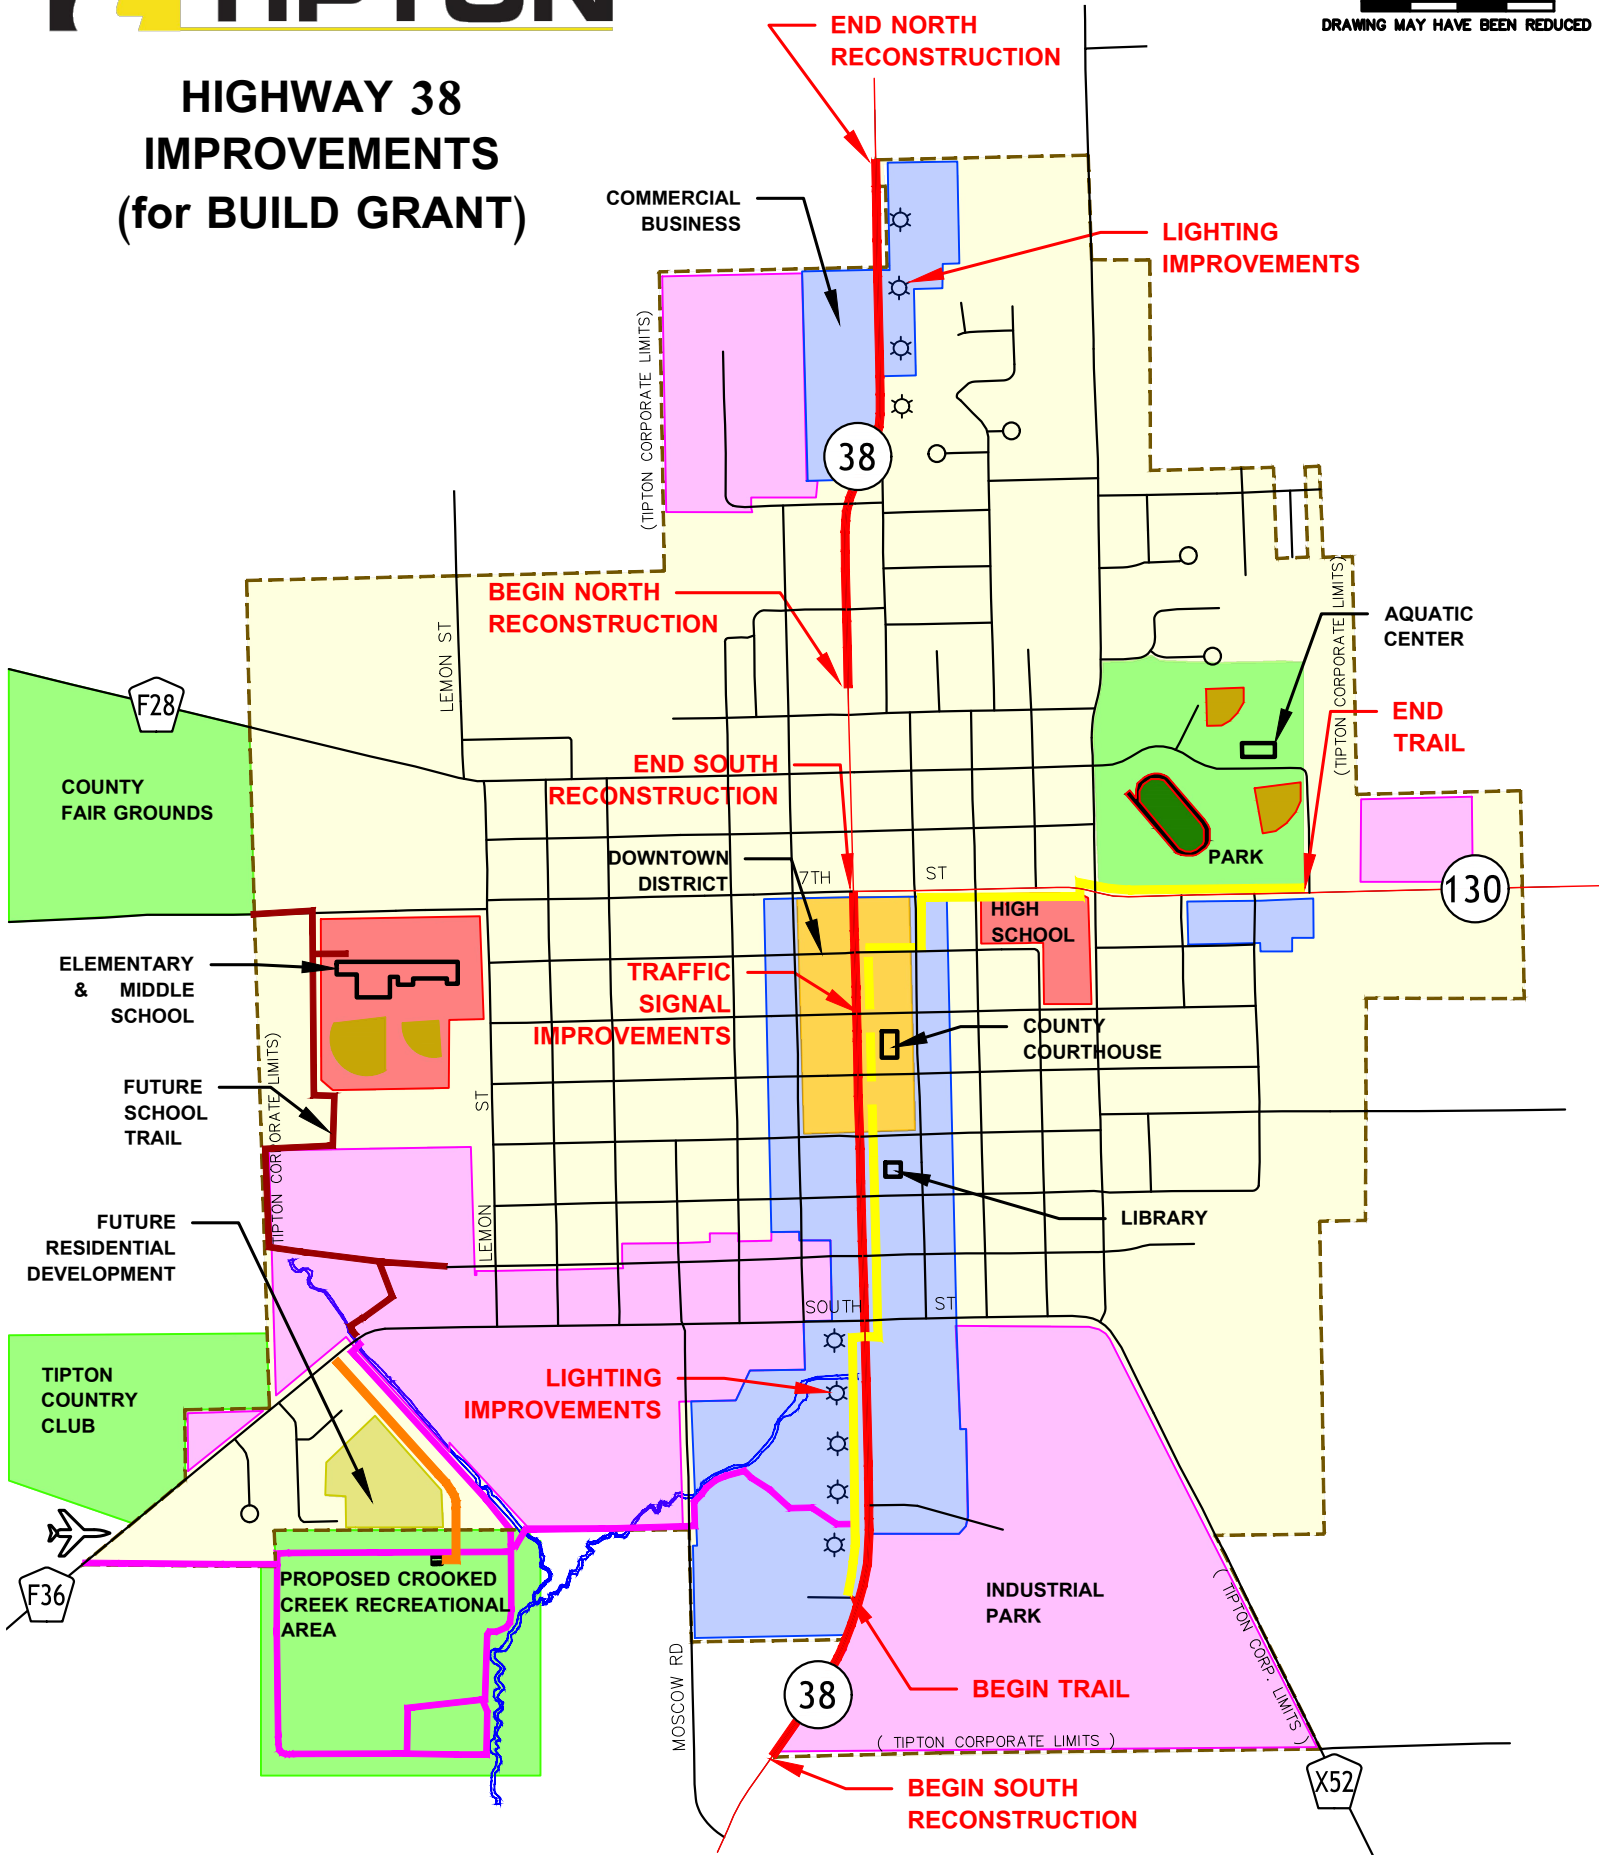 TIPTON
DRAWING MAY HAVE BEEN REDUCED
END NORTH
RECONSTRUCTION
HIGHWAY 38
IMPROVEMENTS
(for BUILD GRANT)
COMMERCIAL
BUSINESS
LIGHTING
IMPROVEMENTS
(TIPTON CORPORATE LIMITS)
38
BEGIN NORTH
RECONSTRUCTION
LEMON ST
(TIPTON CORPORATE LIMITS)
AQUATIC
CENTER
F28
END
TRAIL
END SOUTH
RECONSTRUCTION
COUNTY
FAIR GROUNDS
DOWNTOWN
DISTRICT
7TH
ST
PARK
130
HIGH
SCHOOL
ELEMENTARY
& MIDDLE
SCHOOL
TRAFFIC
SIGNAL
IMPROVEMENTS
COUNTY
COURTHOUSE
TIPTON CORPORATE LIMITS)
FUTURE
SCHOOL
TRAIL
LEMON
ST
FUTURE
RESIDENTIAL
DEVELOPMENT
LIBRARY
SOUTH
ST
TIPTON
COUNTRY
CLUB
LIGHTING
IMPROVEMENTS
F36
PROPOSED CROOKED
CREEK RECREATIONAL
AREA
INDUSTRIAL
PARK
( TIPTON CORP. LIMITS )
MOSCOW RD
38
BEGIN TRAIL
( TIPTON CORPORATE LIMITS )
BEGIN SOUTH
RECONSTRUCTION
X52